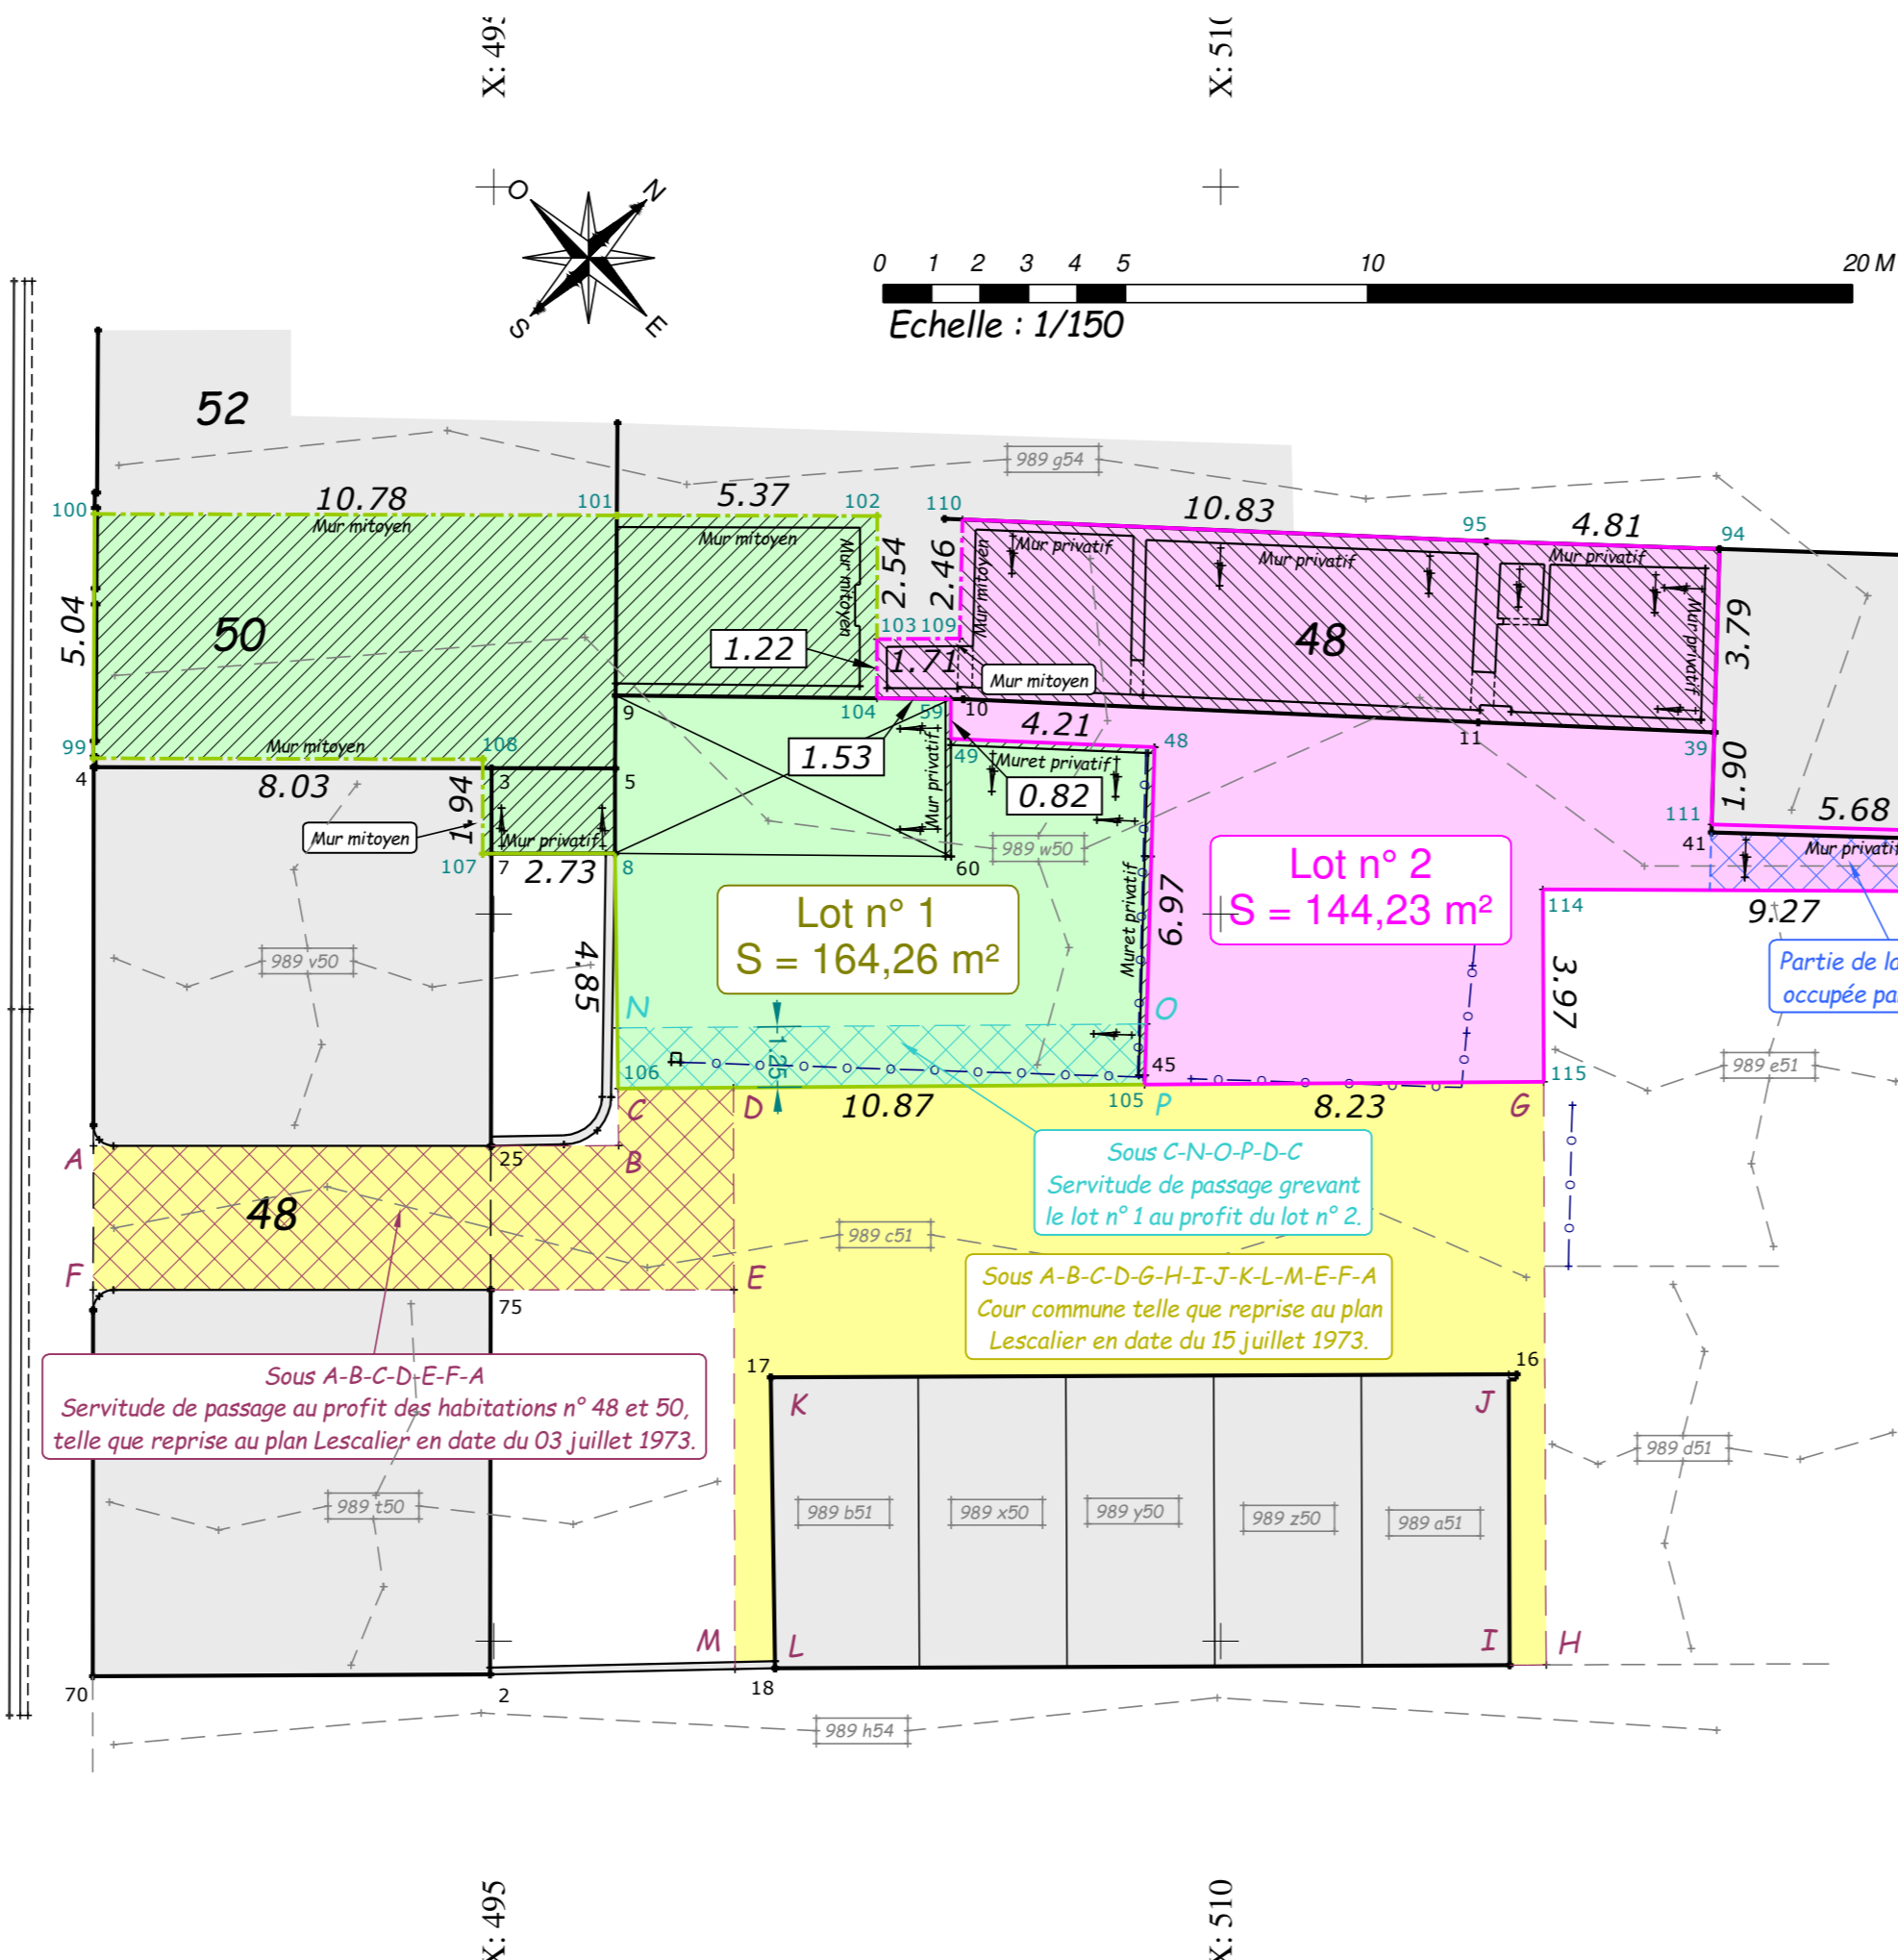 X: 495
X: 510
O
N
S
E
0 1 2 3 4 5 10 20 M
Echelle : 1/150
52
989 g54
100
10.78
101
5.37
102
110
10.83
95
4.81
94
Mur mitoyen
Mur mitoyen
Mur mitoyen
2.54
2.46
Mur mitoyen
Mur privatif
Mur privatif
Mur privatif
5.04
50
1.22
103
109
1.71
48
Mur privatif
3.79
Mur mitoyen
9
104
59
10
4.21
11
39
99
Mur mitoyen
108
1.53
49
48
1.90
4
8.03
3
5
Mur privatif
Muret privatif
0.82
111
5.68
1.94
Mur mitoyen
Mur privatif
989 w50
41
Mur privatif
107
7
2.73
8
60
Lot n° 1
S = 164,26 m²
Muret privatif
6.97
Lot n° 2
S = 144,23 m²
114
9.27
989 v50
4.85
Partie de la
occupée par
3.97
N
O
1.25
106
45
989 e51
115
C
D
10.87
105
P
8.23
G
A
25
B
Sous C-N-O-P-D-C
Servitude de passage grevant
le lot n° 1 au profit du lot n° 2.
48
989 c51
F
75
E
Sous A-B-C-D-G-H-I-J-K-L-M-E-F-A
Cour commune telle que reprise au plan
Lescalier en date du 15 juillet 1973.
Sous A-B-C-D-E-F-A
Servitude de passage au profit des habitations n° 48 et 50,
telle que reprise au plan Lescalier en date du 03 juillet 1973.
17
16
K
J
989 d51
989 t50
989 b51
989 x50
989 y50
989 z50
989 a51
M
L
I
H
70
2
18
989 h54
X: 495
X: 510